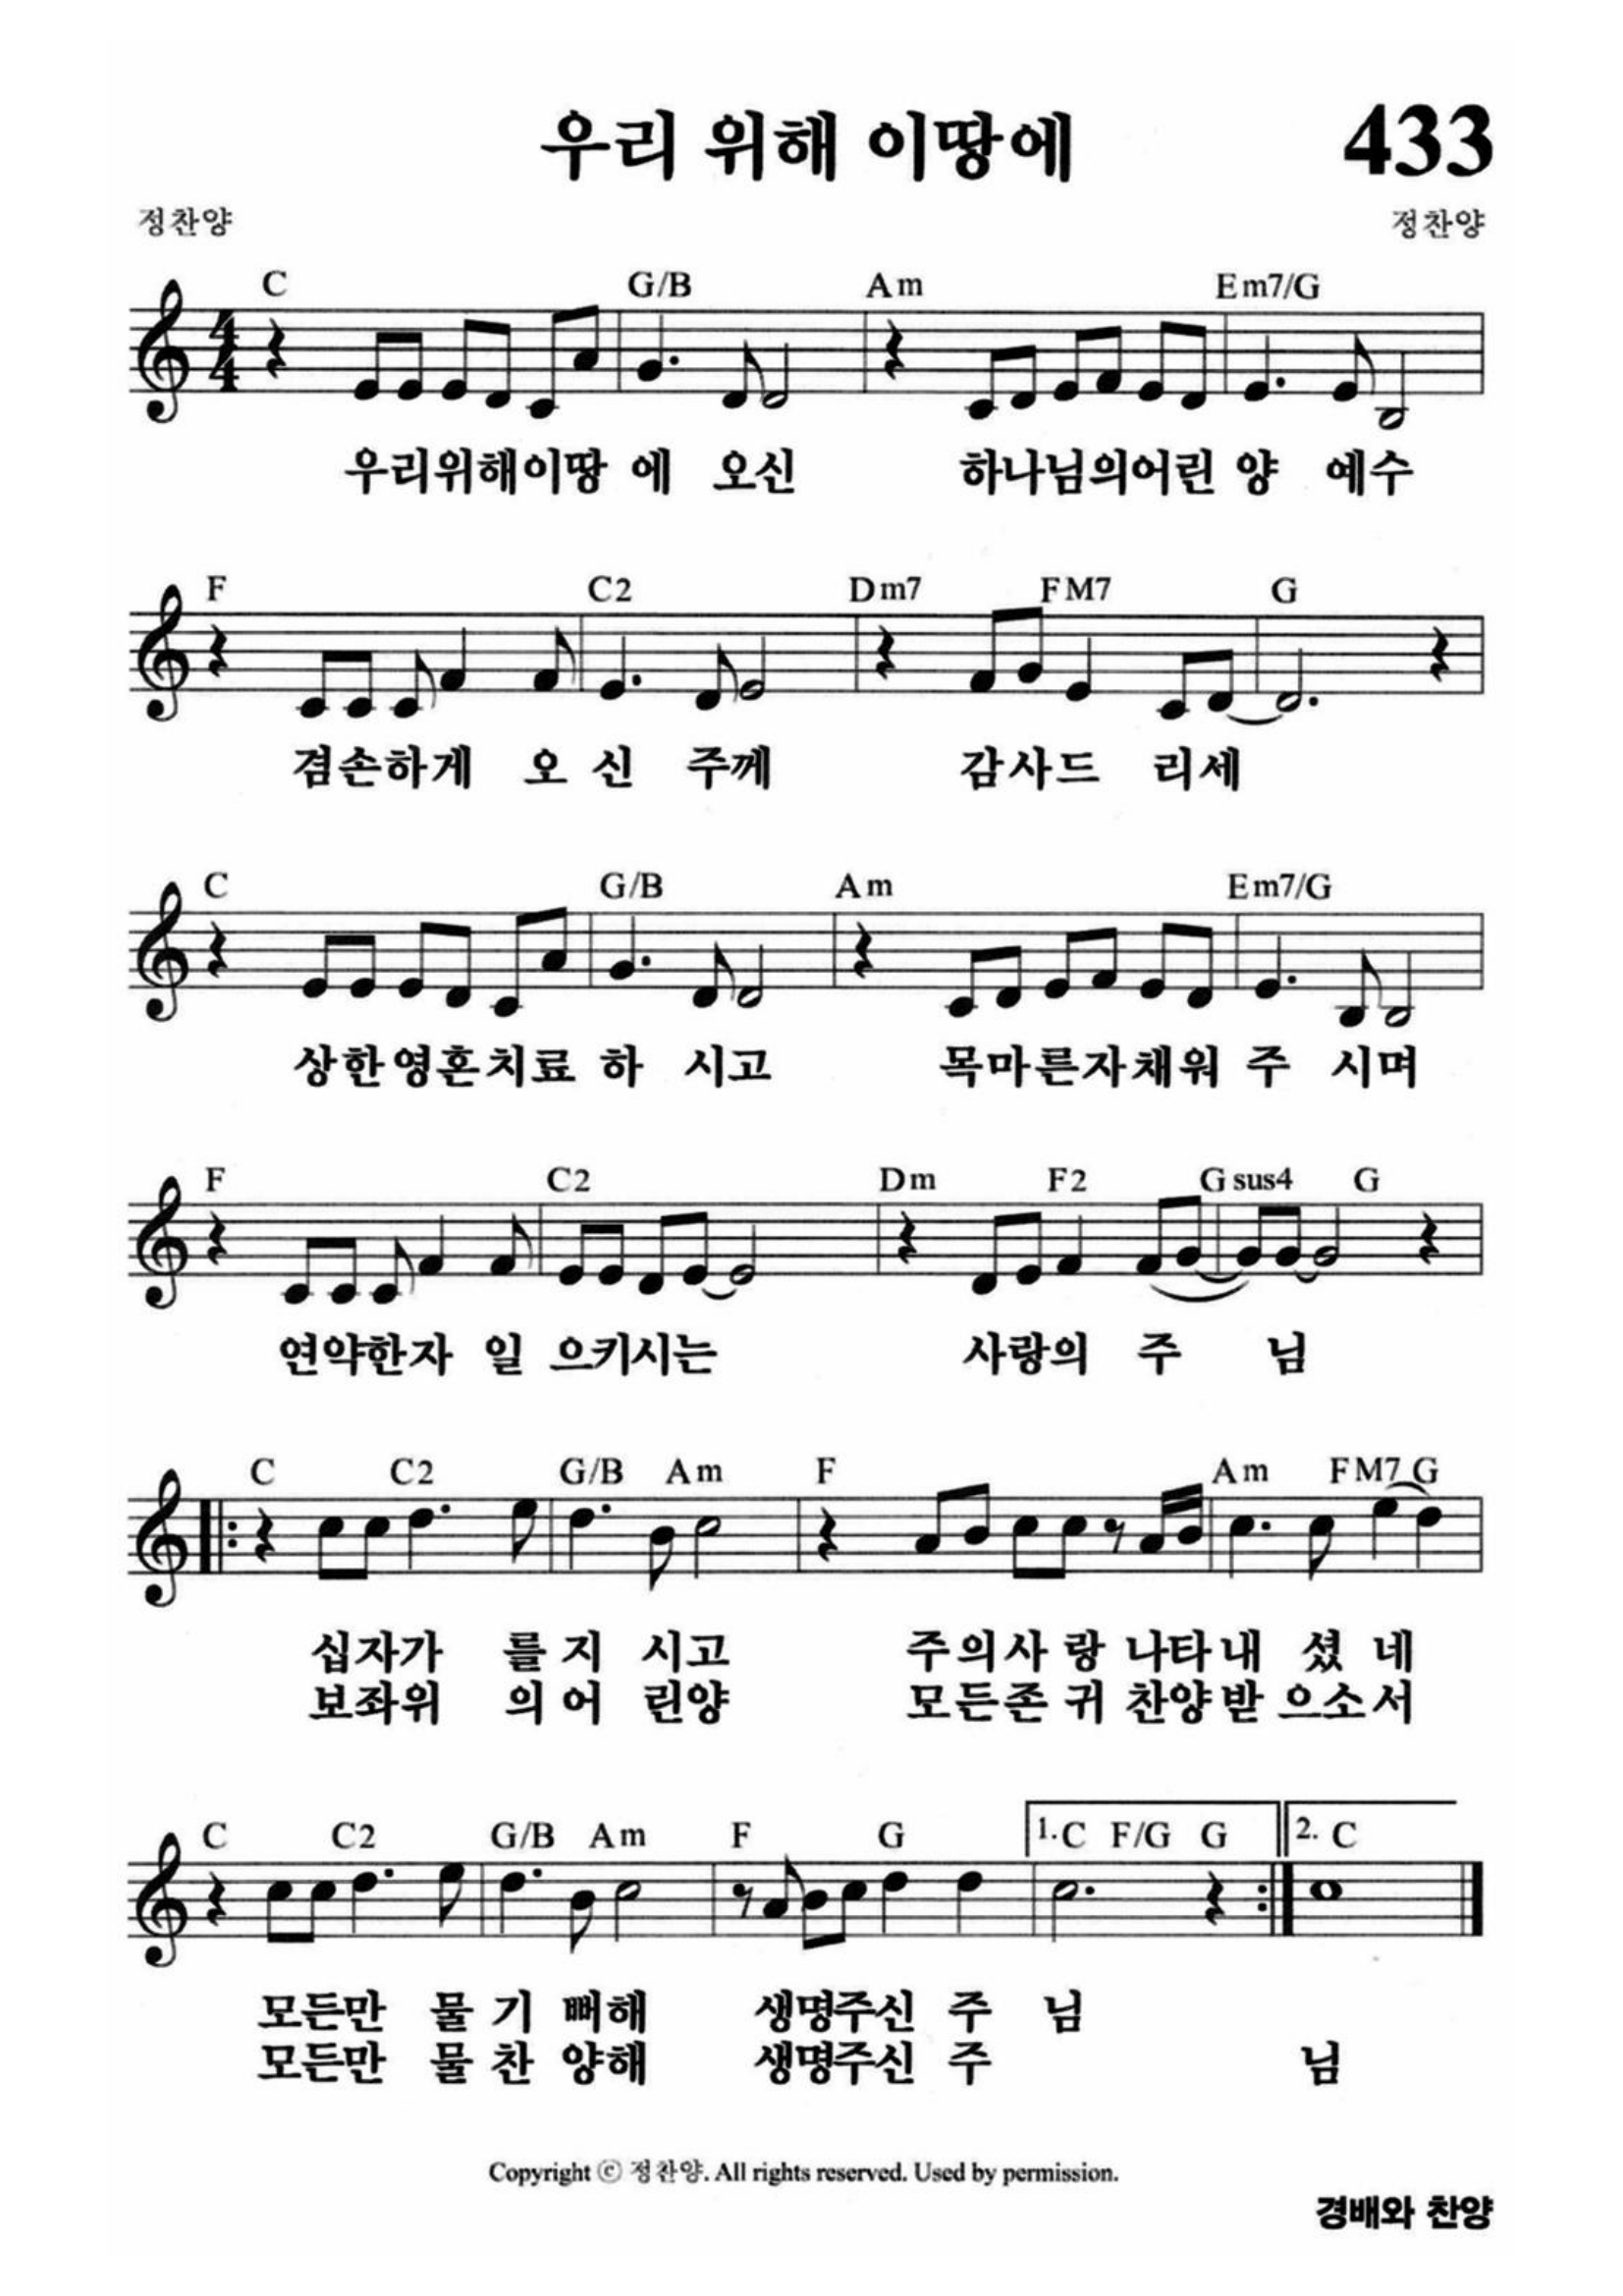 우리 위해 이땅에 433
정찬양 정찬양
C G/B Am Em7/G
우리위해이땅 에 오신 하나님의어린 양 예수
F C2 Dm7 FM7 G
겸손하게 오 신 주께 감사드 리세
C G/B Am Em7/G
상한영혼치료 하 시고 목마른자채워 주 시며
F C2 Dm F2 Gsus4 G
연약한자 일 으키시는 사랑의 주 님
C C2 G/B Am F Am FM7 G
십자가 를 지 시고 주의사 랑 나타내 셨 네
보좌위 의 어 린양 모든존 귀 찬양받 으소서
C C2 G/B Am F G 1. C F/G G 2. C
모든만 물 기 뻐해 생명주신 주 님
모든만 물 찬 양해 생명주신 주 님
Copyright ⓒ 정찬양. All rights reserved. Used by permission.
경배와 찬양